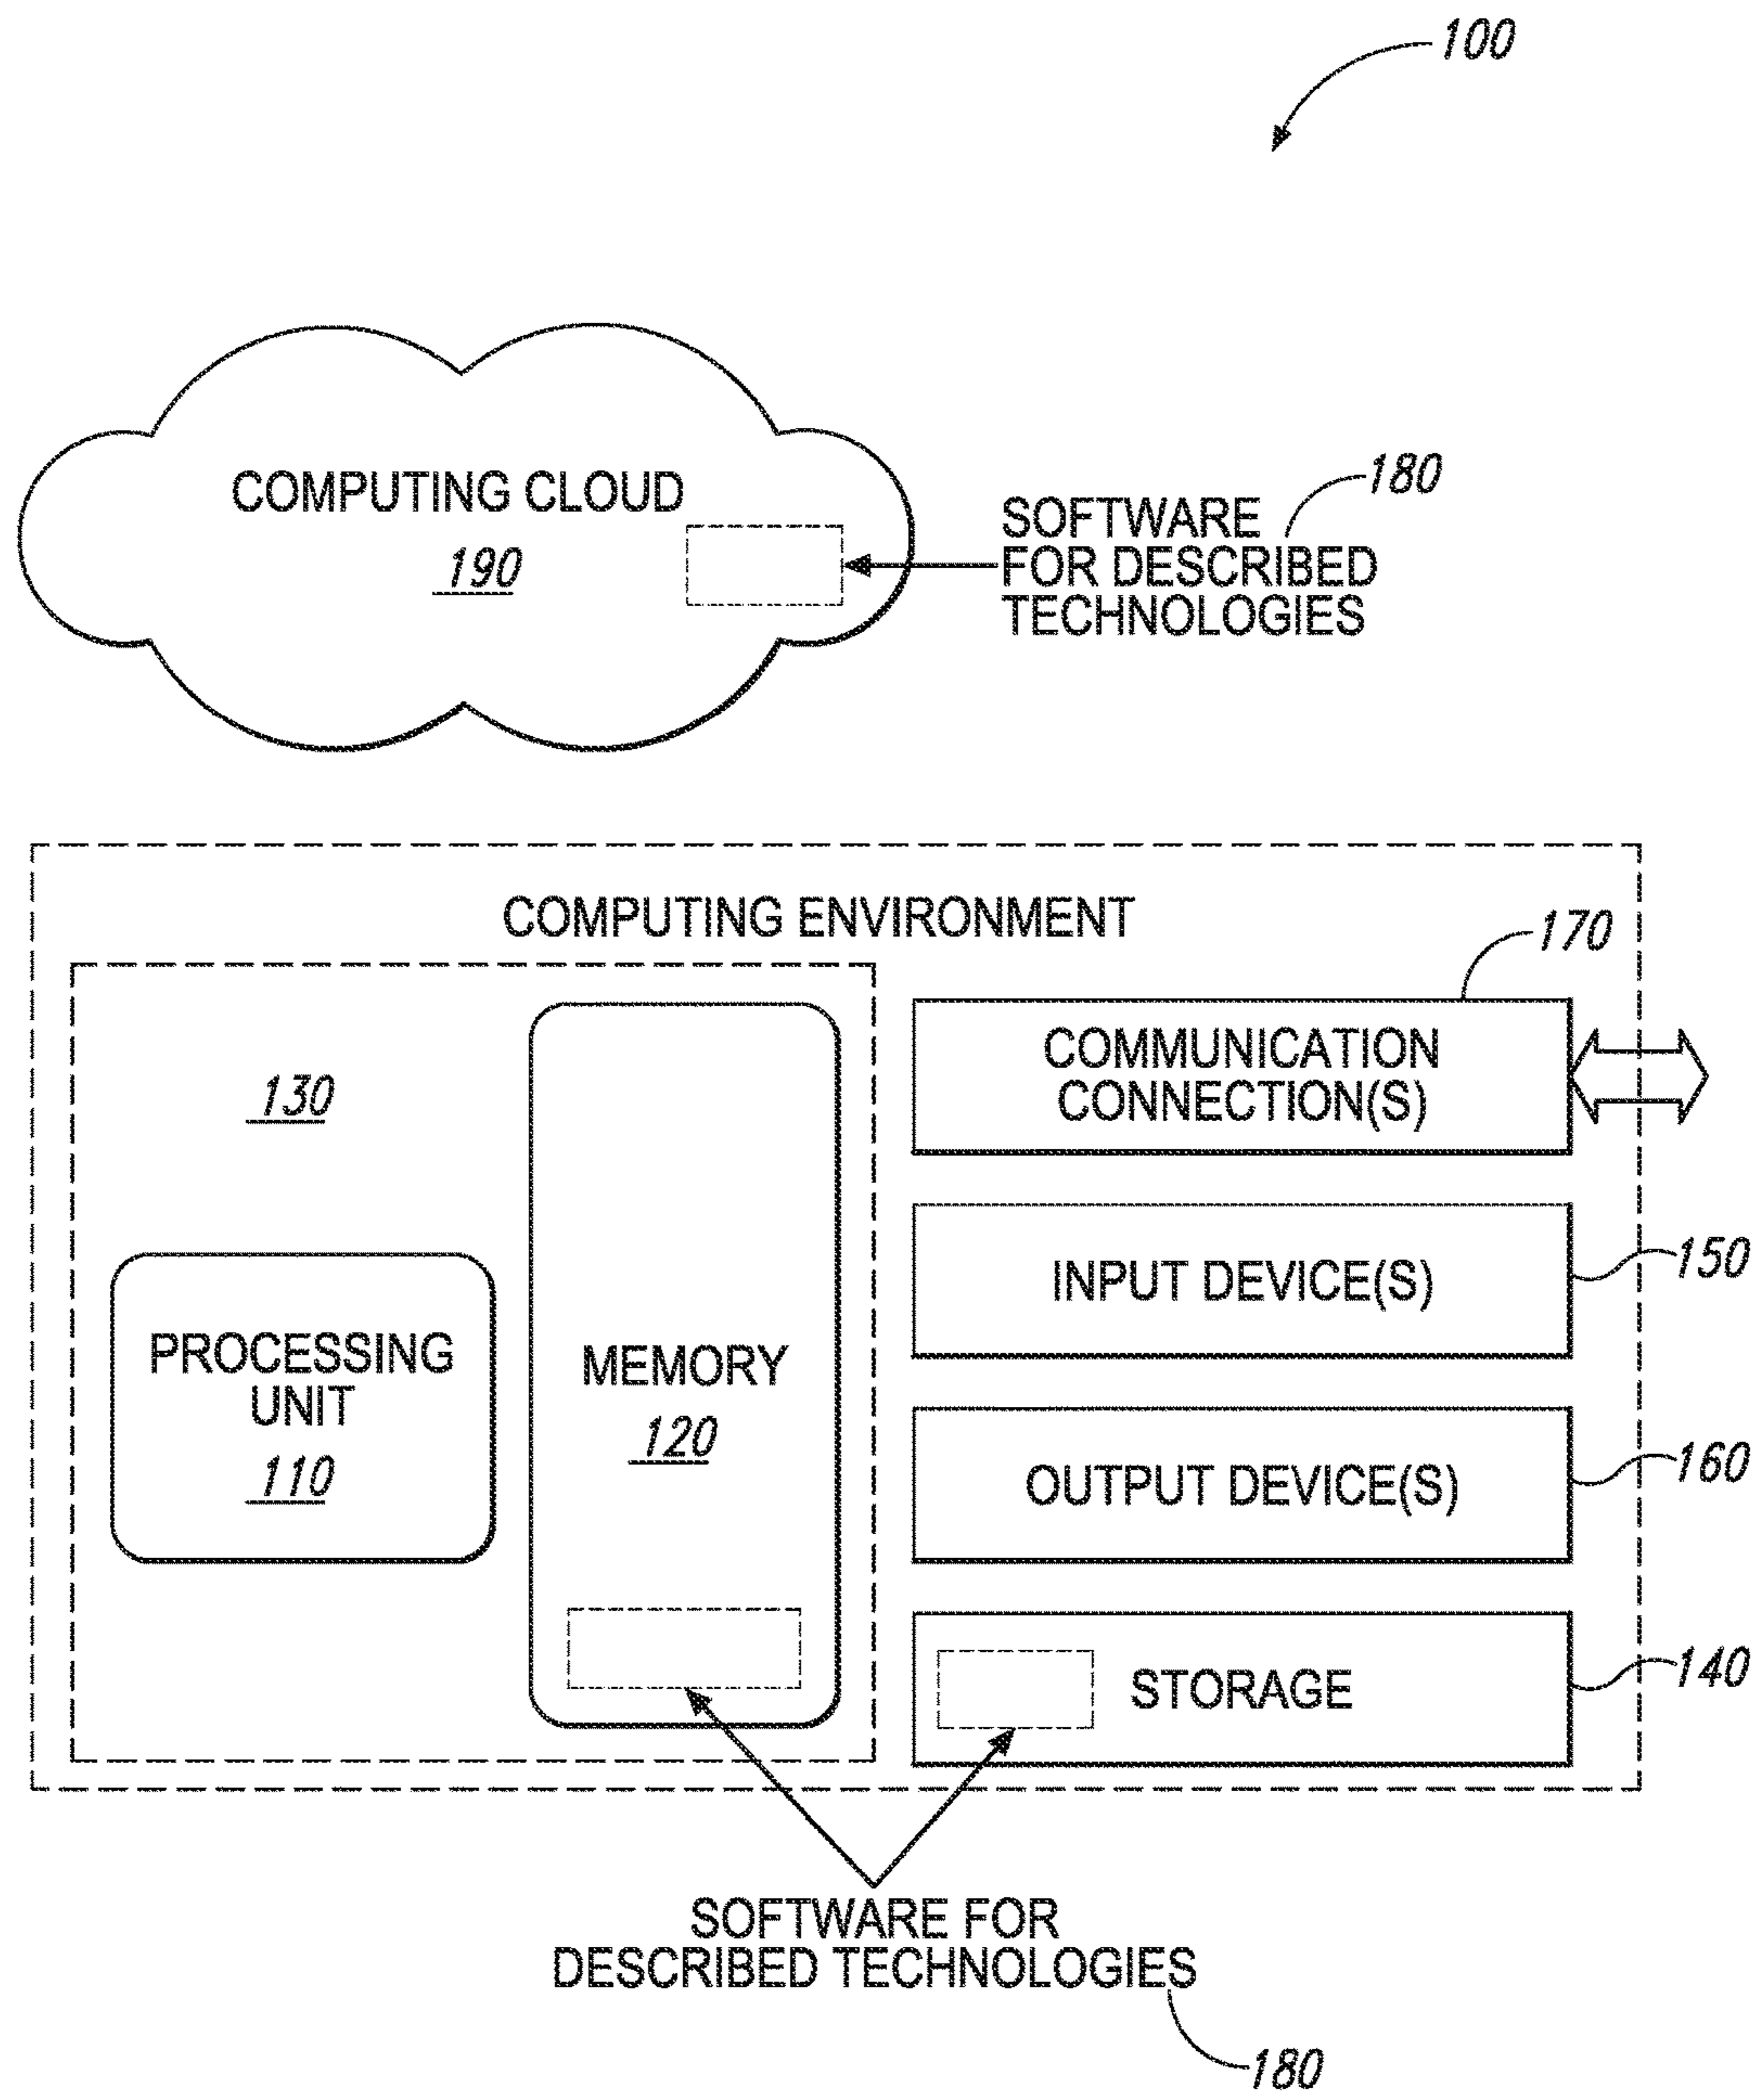 100
COMPUTING CLOUD
190
180
SOFTWARE
FOR DESCRIBED
TECHNOLOGIES
COMPUTING ENVIRONMENT
170
130
COMMUNICATION
CONNECTION(S)
150
INPUT DEVICE(S)
PROCESSING
UNIT
110
MEMORY
120
160
OUTPUT DEVICE(S)
140
STORAGE
SOFTWARE FOR
DESCRIBED TECHNOLOGIES
180